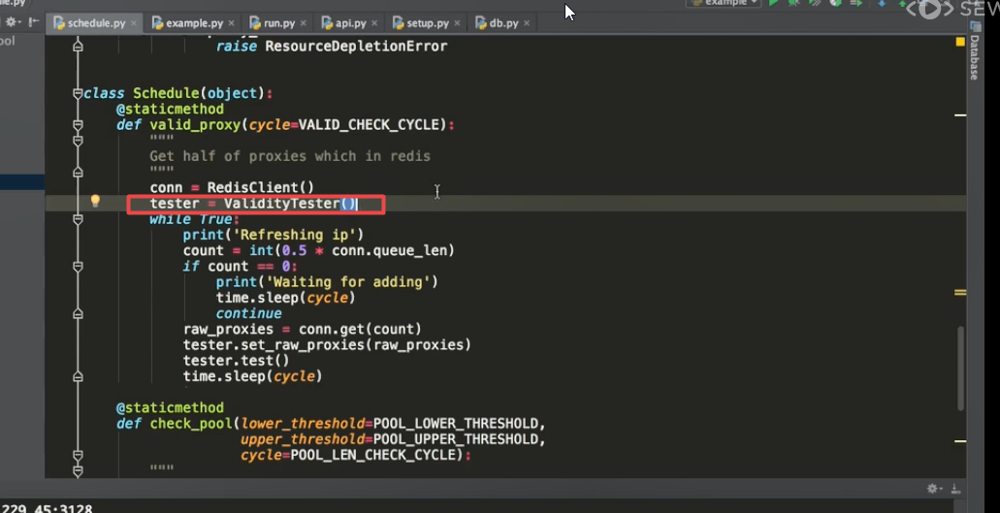 le.py
example
SEW
schedule.py × example.py × run.py × api.py × setup.py × db.py ×
ool
Database
raise ResourceDepletionError
class Schedule(object):
@staticmethod
def valid_proxy(cycle=VALID_CHECK_CYCLE):
"""
Get half of proxies which in redis
"""
conn = RedisClient()
tester = ValidityTester()
while True:
print('Refreshing ip')
count = int(0.5 * conn.queue_len)
if count == 0:
print('Waiting for adding')
time.sleep(cycle)
continue
raw_proxies = conn.get(count)
tester.set_raw_proxies(raw_proxies)
tester.test()
time.sleep(cycle)
@staticmethod
def check_pool(lower_threshold=POOL_LOWER_THRESHOLD,
upper_threshold=POOL_UPPER_THRESHOLD,
cycle=POOL_LEN_CHECK_CYCLE):
"""
229.45:3128